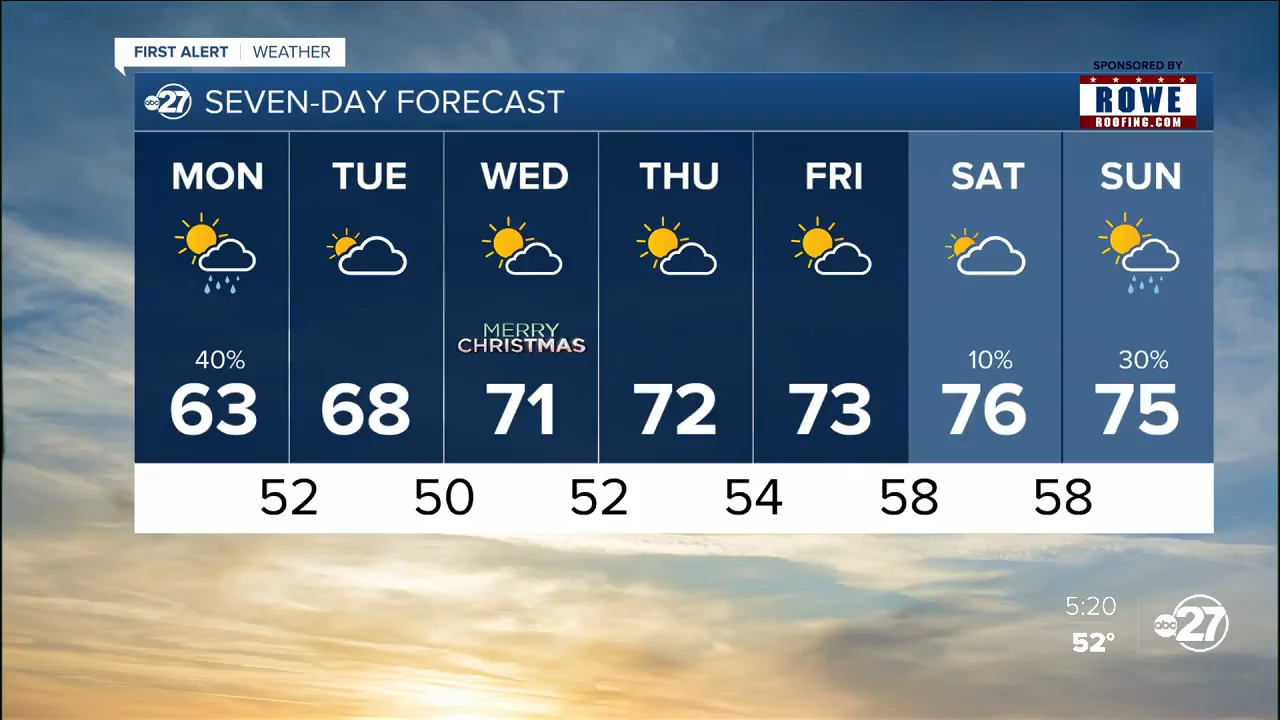 FIRST ALERT | WEATHER
SPONSORED BY
ROWE
ROOFING.COM
abc 27 SEVEN-DAY FORECAST
MON TUE WED THU FRI SAT SUN
MERRY
CHRISTMAS
40% 10% 30%
63 68 71 72 73 76 75
52 50 52 54 58 58
5:20
52°
abc 27